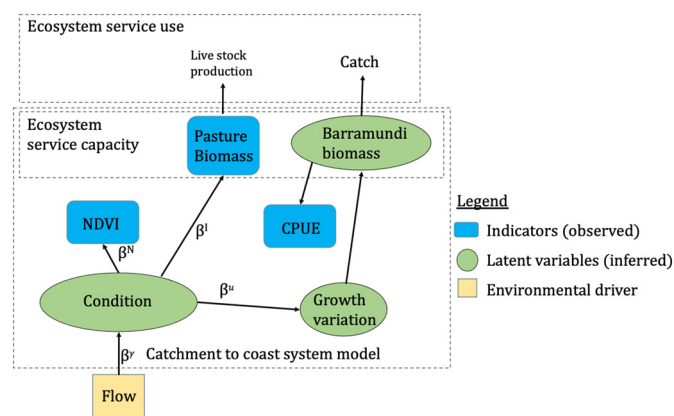 Ecosystem service use
Live stock
production
Catch
Ecosystem
service capacity
Pasture
Biomass
Barramundi
biomass
NDVI
CPUE
β^N
β^I
Condition
β^u
Growth
variation
β^γ
Catchment to coast system model
Flow
Legend
Indicators (observed)
Latent variables (inferred)
Environmental driver